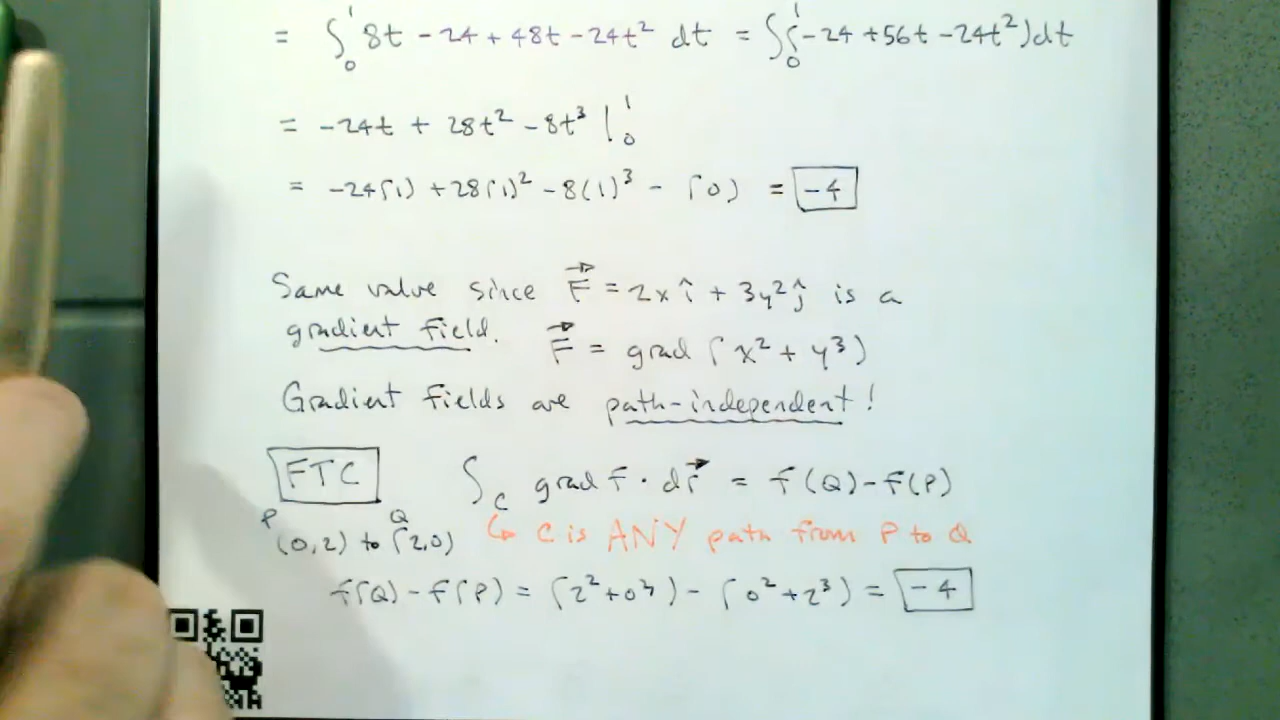 = ∫₀¹ 8t - 24 + 48t - 24t² dt = ∫₀¹(-24 + 56t - 24t²)dt
= -24t + 28t² - 8t³ |₀¹
= -24(1) + 28(1)² - 8(1)³ - (0) = -4
Same value since F⃗ = 2x î + 3y² ĵ is a
gradient field. F⃗ = grad (x² + y³)
Gradient Fields are path-independent!
FTC ∫_C grad f · dr⃗ = f(Q) - f(P)
↳ C is ANY path from P to Q
P Q
(0,2) to (2,0)
f(Q) - f(P) = (2² + 0³) - (0² + 2³) = -4